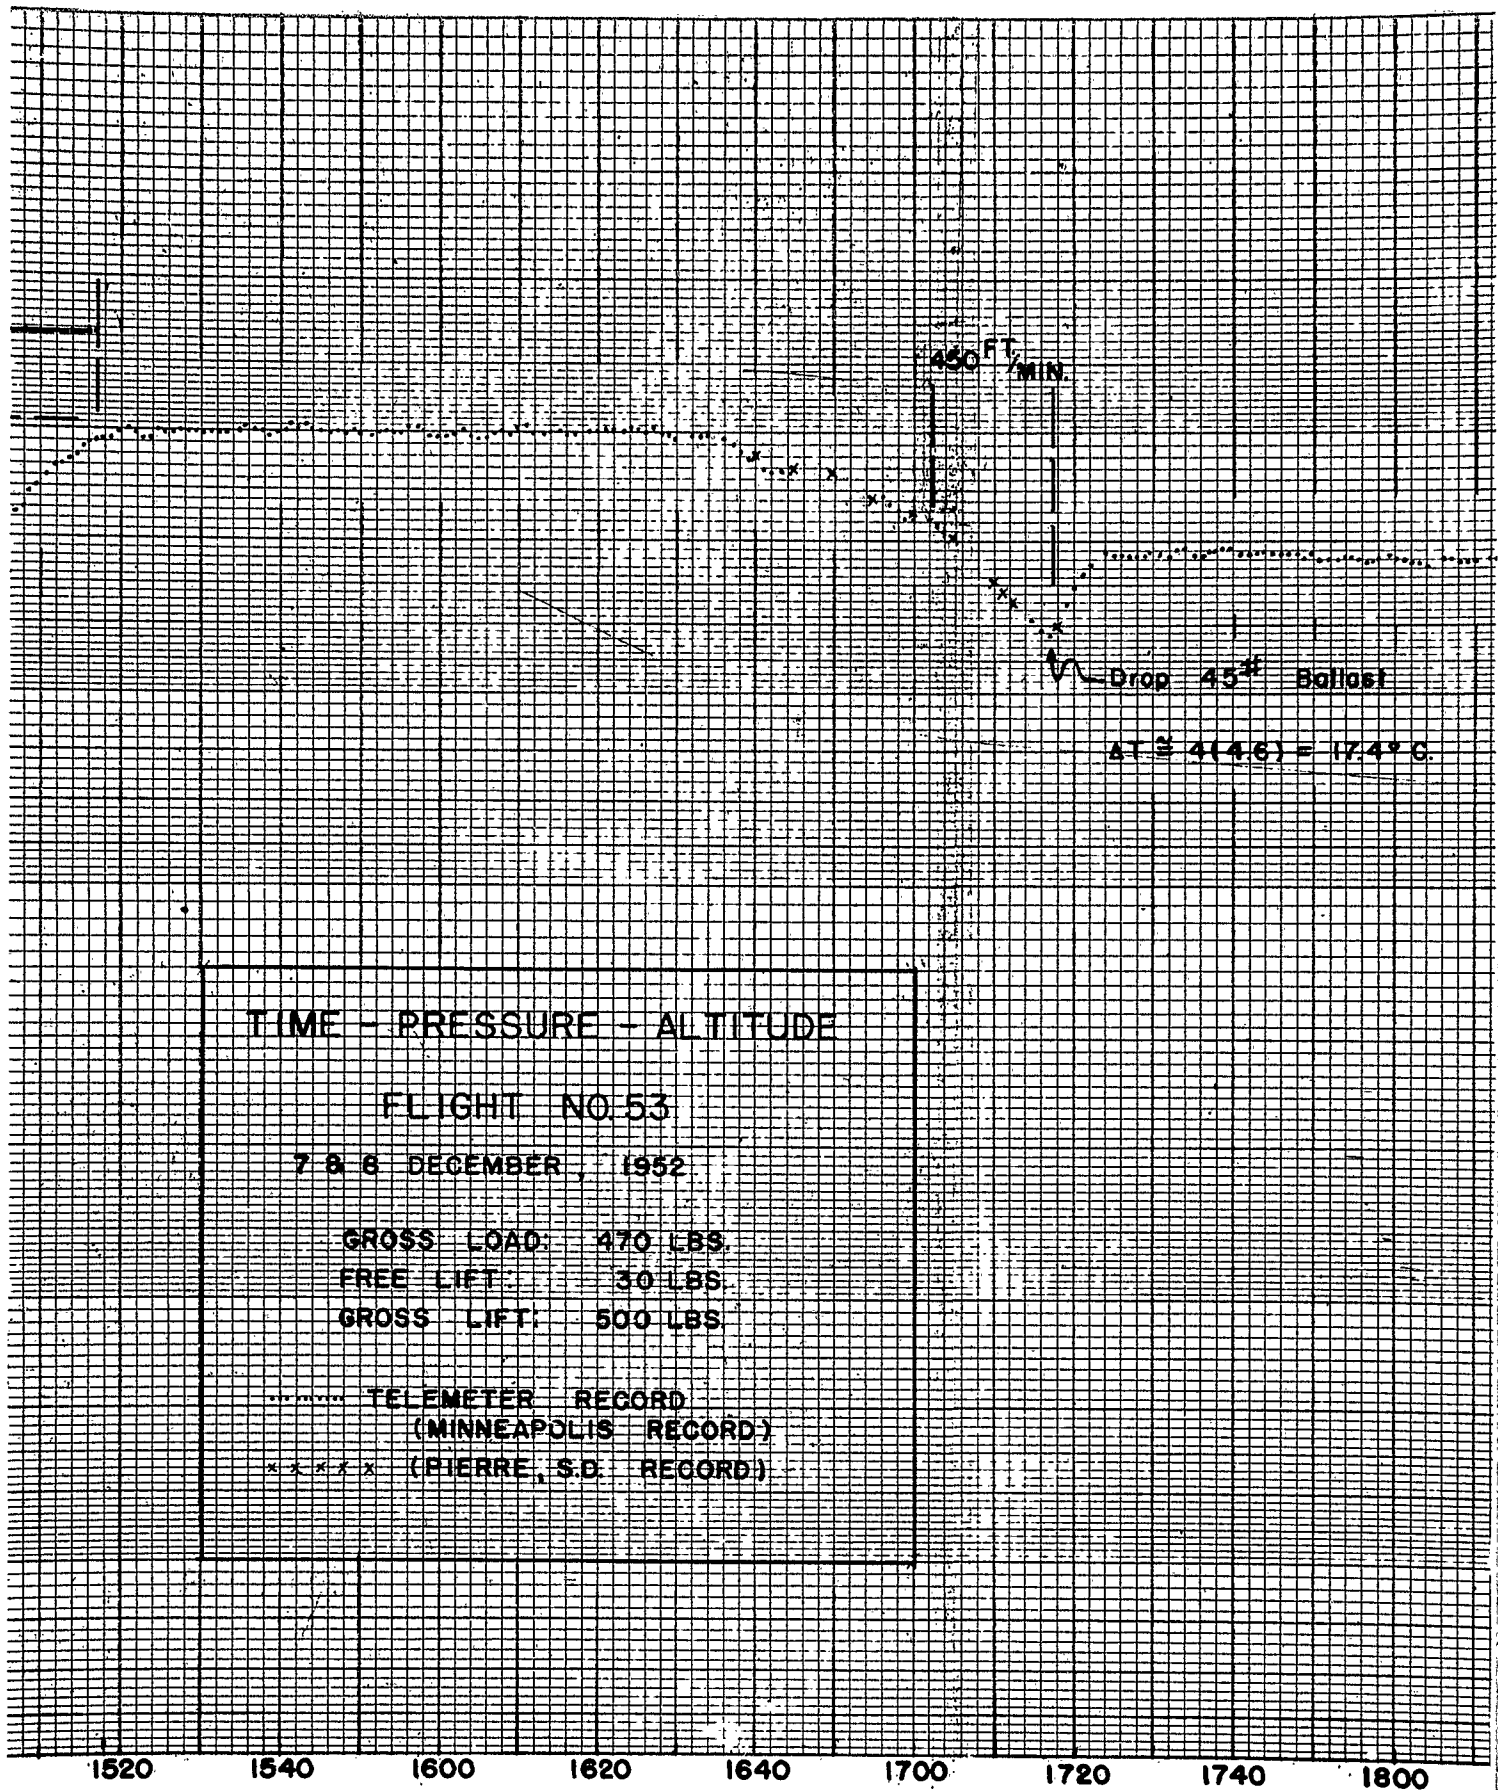 450 FT/MIN.
Drop 45# Ballast
ΔT ≅ 4(4.6) = 17.4° C.
TIME - PRESSURE - ALTITUDE
FLIGHT NO. 53
7 & 8 DECEMBER, 1952
GROSS LOAD: 470 LBS.
FREE LIFT: 30 LBS.
GROSS LIFT: 500 LBS.
......... TELEMETER RECORD
(MINNEAPOLIS RECORD)
x x x x x (PIERRE, S.D. RECORD)
1520 1540 1600 1620 1640 1700 1720 1740 1800